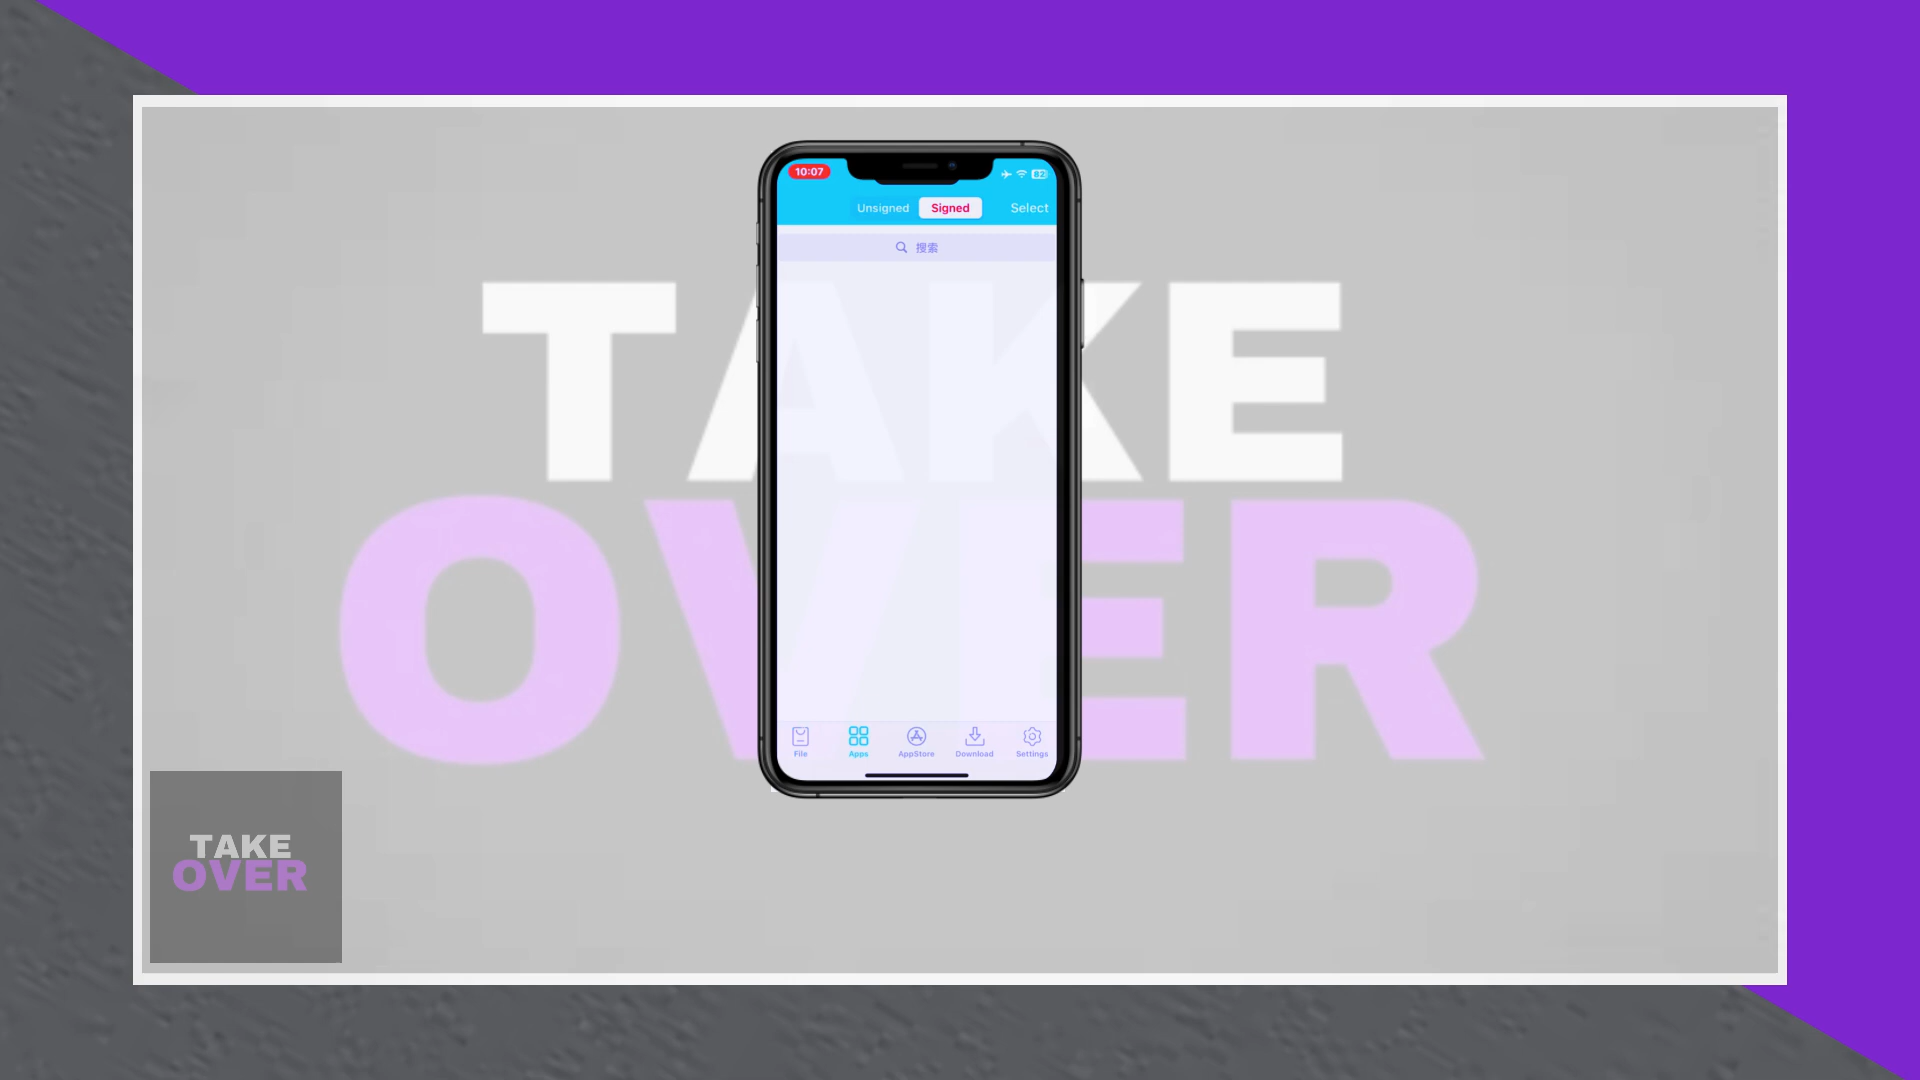 10:07
Unsigned Signed Select
搜索
TAKE
OVER
File Apps AppStore Download Settings
TAKE
OVER